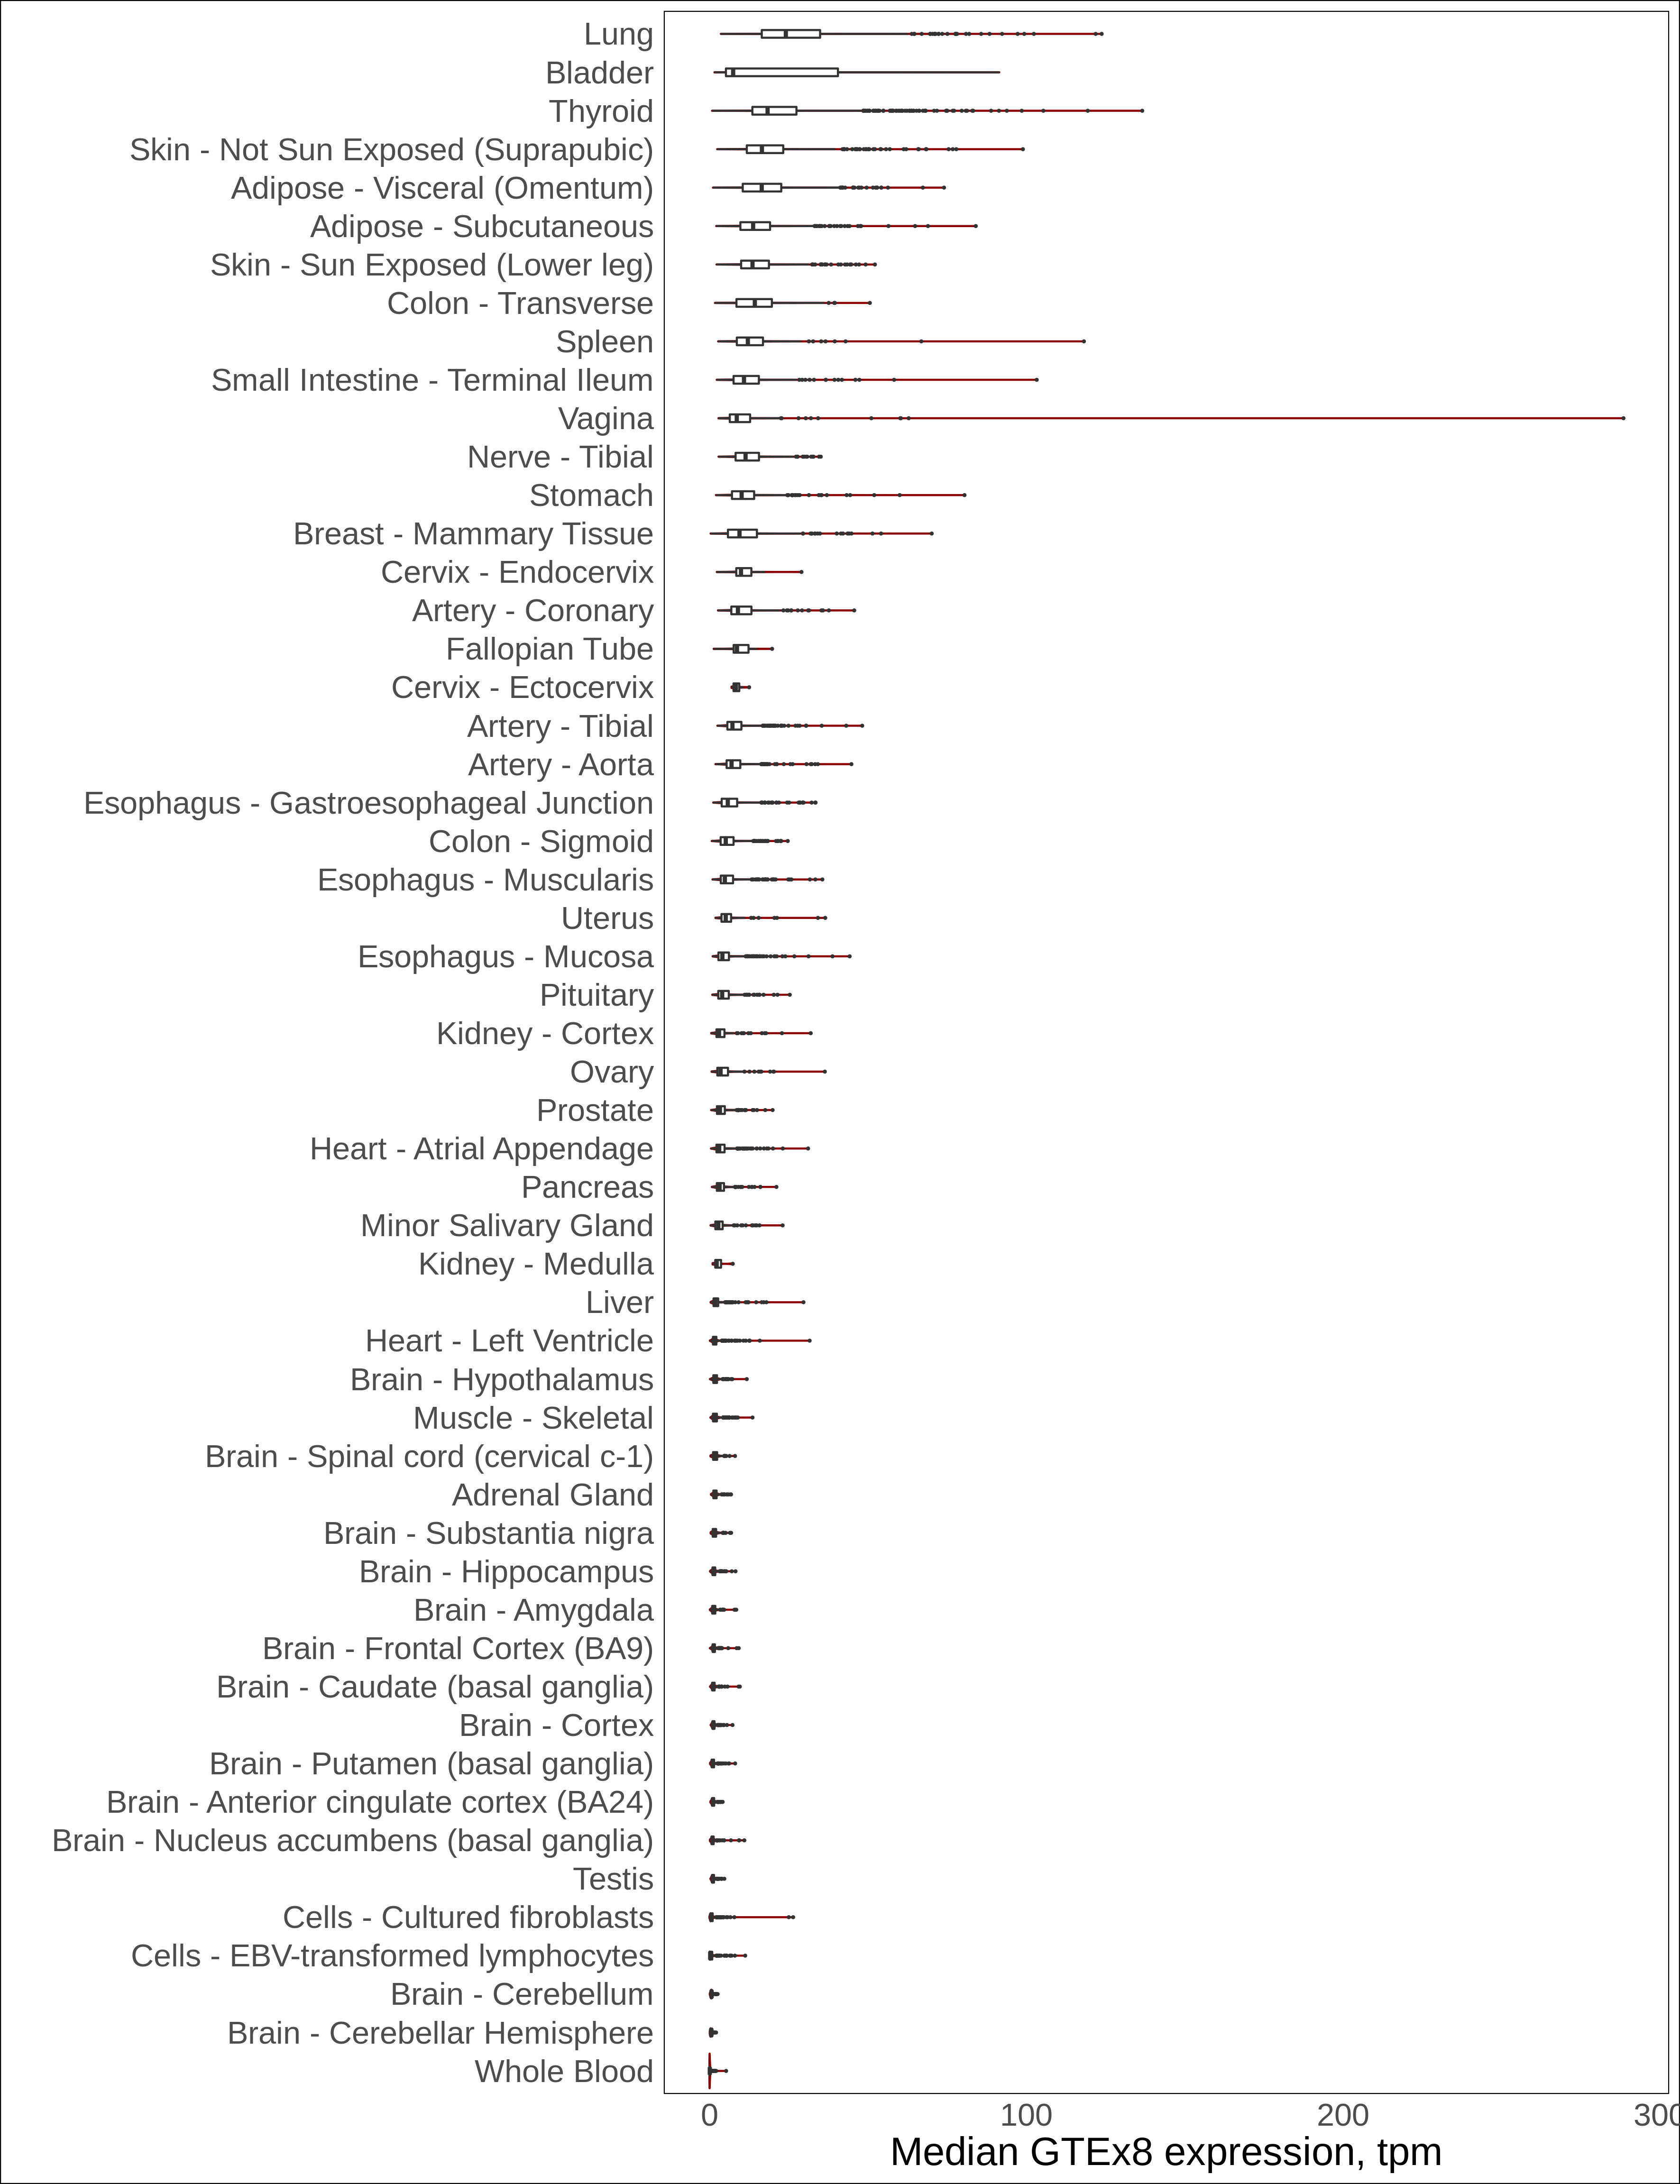 Lung
Bladder
Thyroid
Skin - Not Sun Exposed (Suprapubic)
Adipose - Visceral (Omentum)
Adipose - Subcutaneous
Skin - Sun Exposed (Lower leg)
Colon - Transverse
Spleen
Small Intestine - Terminal Ileum
Vagina
Nerve - Tibial
Stomach
Breast - Mammary Tissue
Cervix - Endocervix
Artery - Coronary
Fallopian Tube
Cervix - Ectocervix
Artery - Tibial
Artery - Aorta
Esophagus - Gastroesophageal Junction
Colon - Sigmoid
Esophagus - Muscularis
Uterus
Esophagus - Mucosa
Pituitary
Kidney - Cortex
Ovary
Prostate
Heart - Atrial Appendage
Pancreas
Minor Salivary Gland
Kidney - Medulla
Liver
Heart - Left Ventricle
Brain - Hypothalamus
Muscle - Skeletal
Brain - Spinal cord (cervical c-1)
Adrenal Gland
Brain - Substantia nigra
Brain - Hippocampus
Brain - Amygdala
Brain - Frontal Cortex (BA9)
Brain - Caudate (basal ganglia)
Brain - Cortex
Brain - Putamen (basal ganglia)
Brain - Anterior cingulate cortex (BA24)
Brain - Nucleus accumbens (basal ganglia)
Testis
Cells - Cultured fibroblasts
Cells - EBV-transformed lymphocytes
Brain - Cerebellum
Brain - Cerebellar Hemisphere
Whole Blood
0 100 200 300
Median GTEx8 expression, tpm